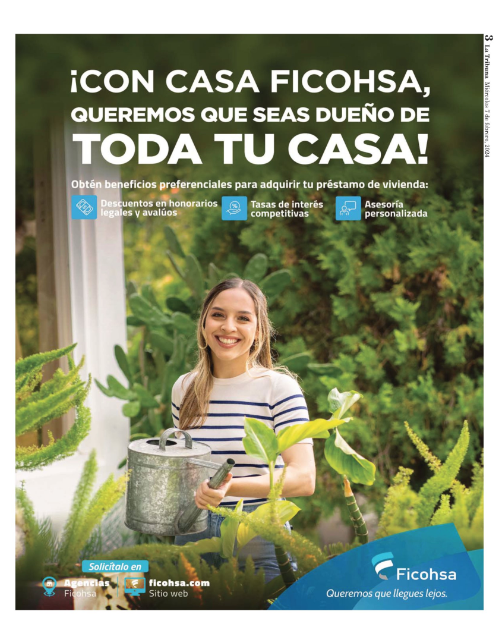 3 La Tribuna Miércoles 7 de febrero, 2024
¡CON CASA FICOHSA,
QUEREMOS QUE SEAS DUEÑO DE
TODA TU CASA!
Obtén beneficios preferenciales para adquirir tu préstamo de vivienda:
Descuentos en honorarios
legales y avalúos
Tasas de interés
competitivas
Asesoría
personalizada
Solicítalo en
Agencias
Ficohsa
ficohsa.com
Sitio web
Ficohsa
Queremos que llegues lejos.